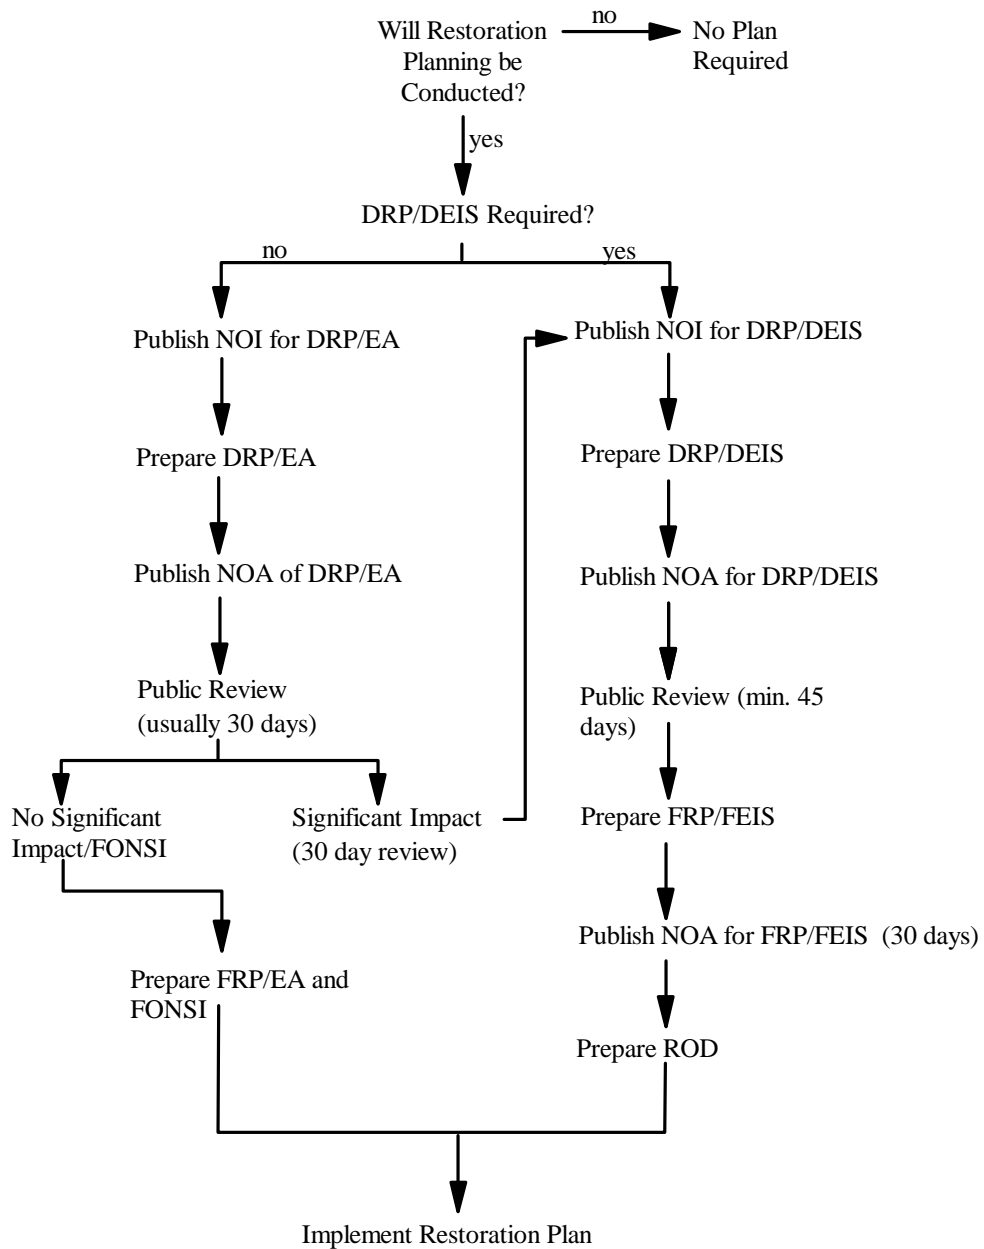 Will Restoration
Planning be
Conducted?
no
No Plan
Required
yes
DRP/DEIS Required?
no
yes
Publish NOI for DRP/EA
Prepare DRP/EA
Publish NOA of DRP/EA
Public Review
(usually 30 days)
No Significant
Impact/FONSI
Significant Impact
(30 day review)
Prepare FRP/EA and
FONSI
Publish NOI for DRP/DEIS
Prepare DRP/DEIS
Publish NOA for DRP/DEIS
Public Review (min. 45
days)
Prepare FRP/FEIS
Publish NOA for FRP/FEIS (30 days)
Prepare ROD
Implement Restoration Plan